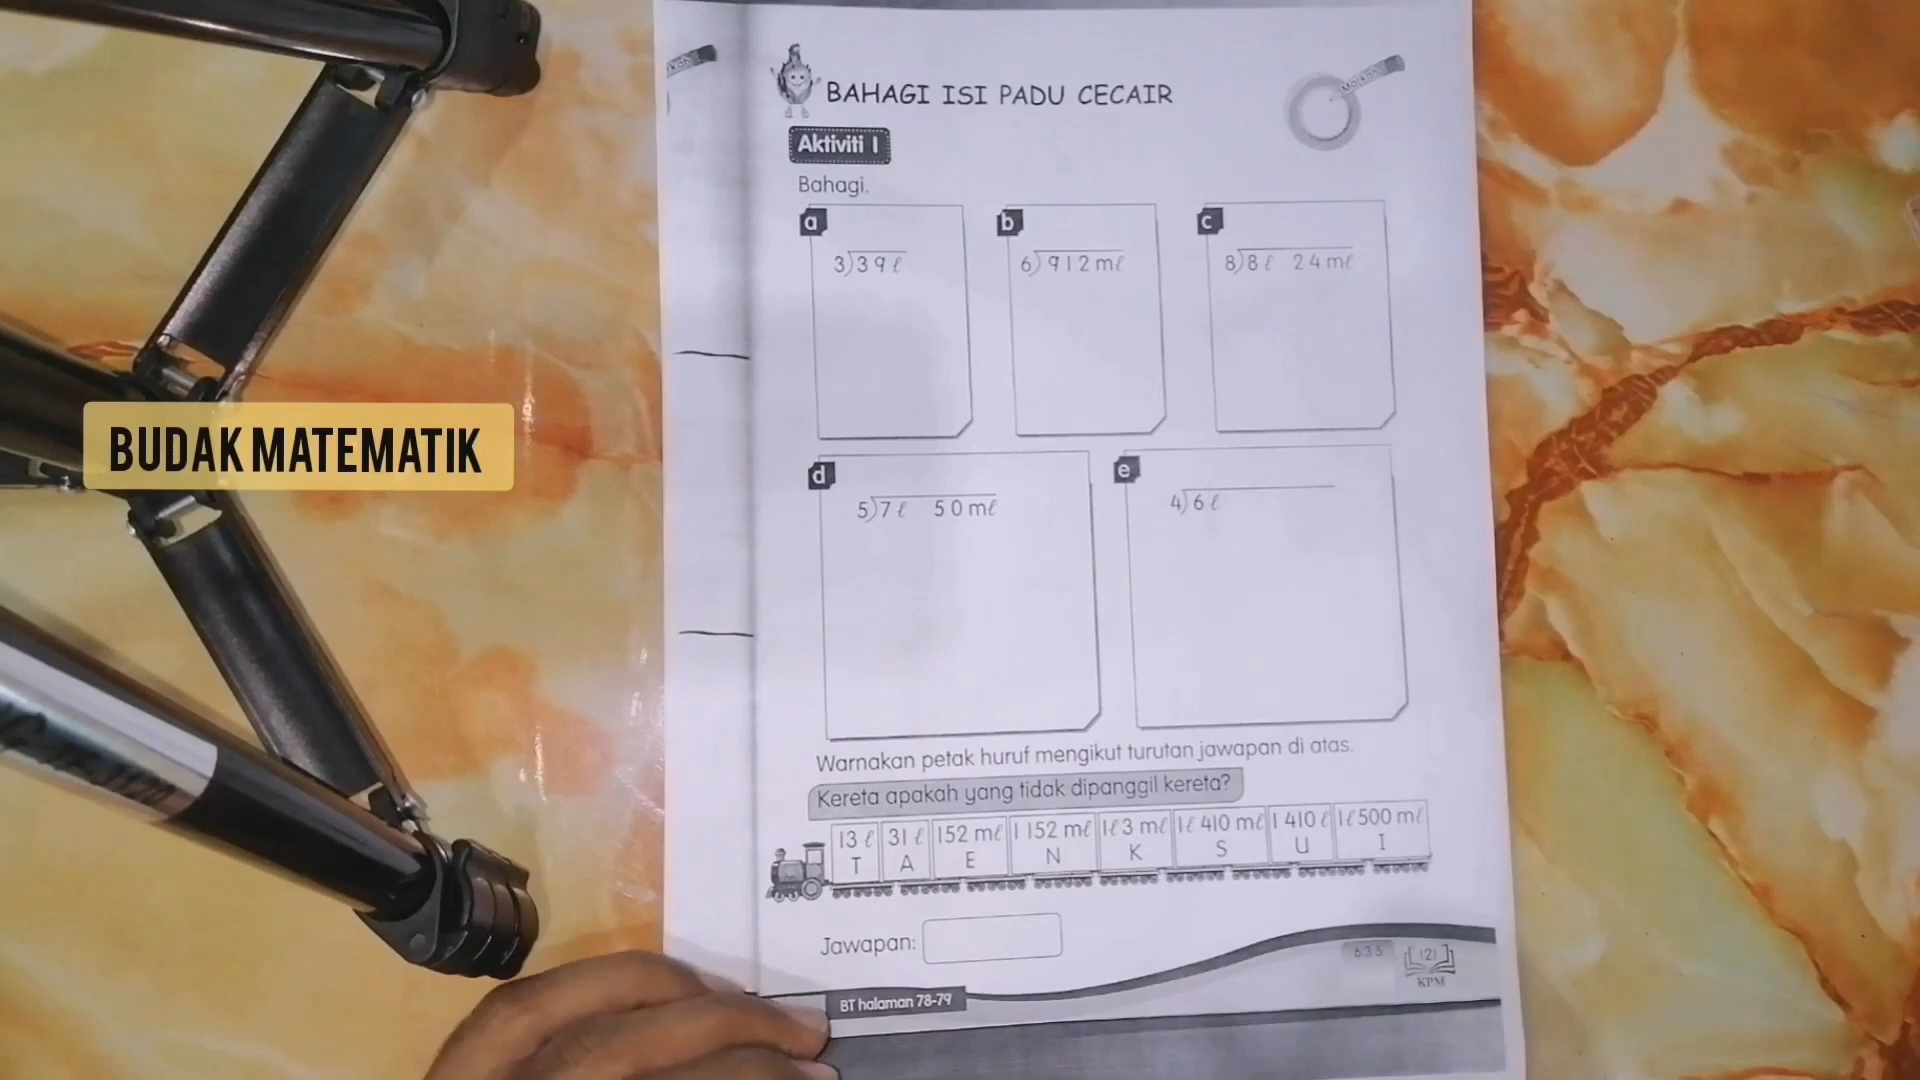 BUDAK MATEMATIK
BAHAGI ISI PADU CECAIR
Aktiviti 1
Bahagi.
a
3)39 ℓ
b
6)912 mℓ
c
8)8 ℓ 24 mℓ
d
5)7 ℓ 50 mℓ
e
4)6 ℓ
Warnakan petak huruf mengikut turutan jawapan di atas.
Kereta apakah yang tidak dipanggil kereta?
13 ℓ 31 ℓ 152 mℓ 1 152 mℓ 1ℓ 3 mℓ 1ℓ 410 mℓ 1 410 ℓ 1ℓ 500 mℓ
T A E N K S U I
Jawapan:
6.3.5
121
KPM
BT halaman 78-79